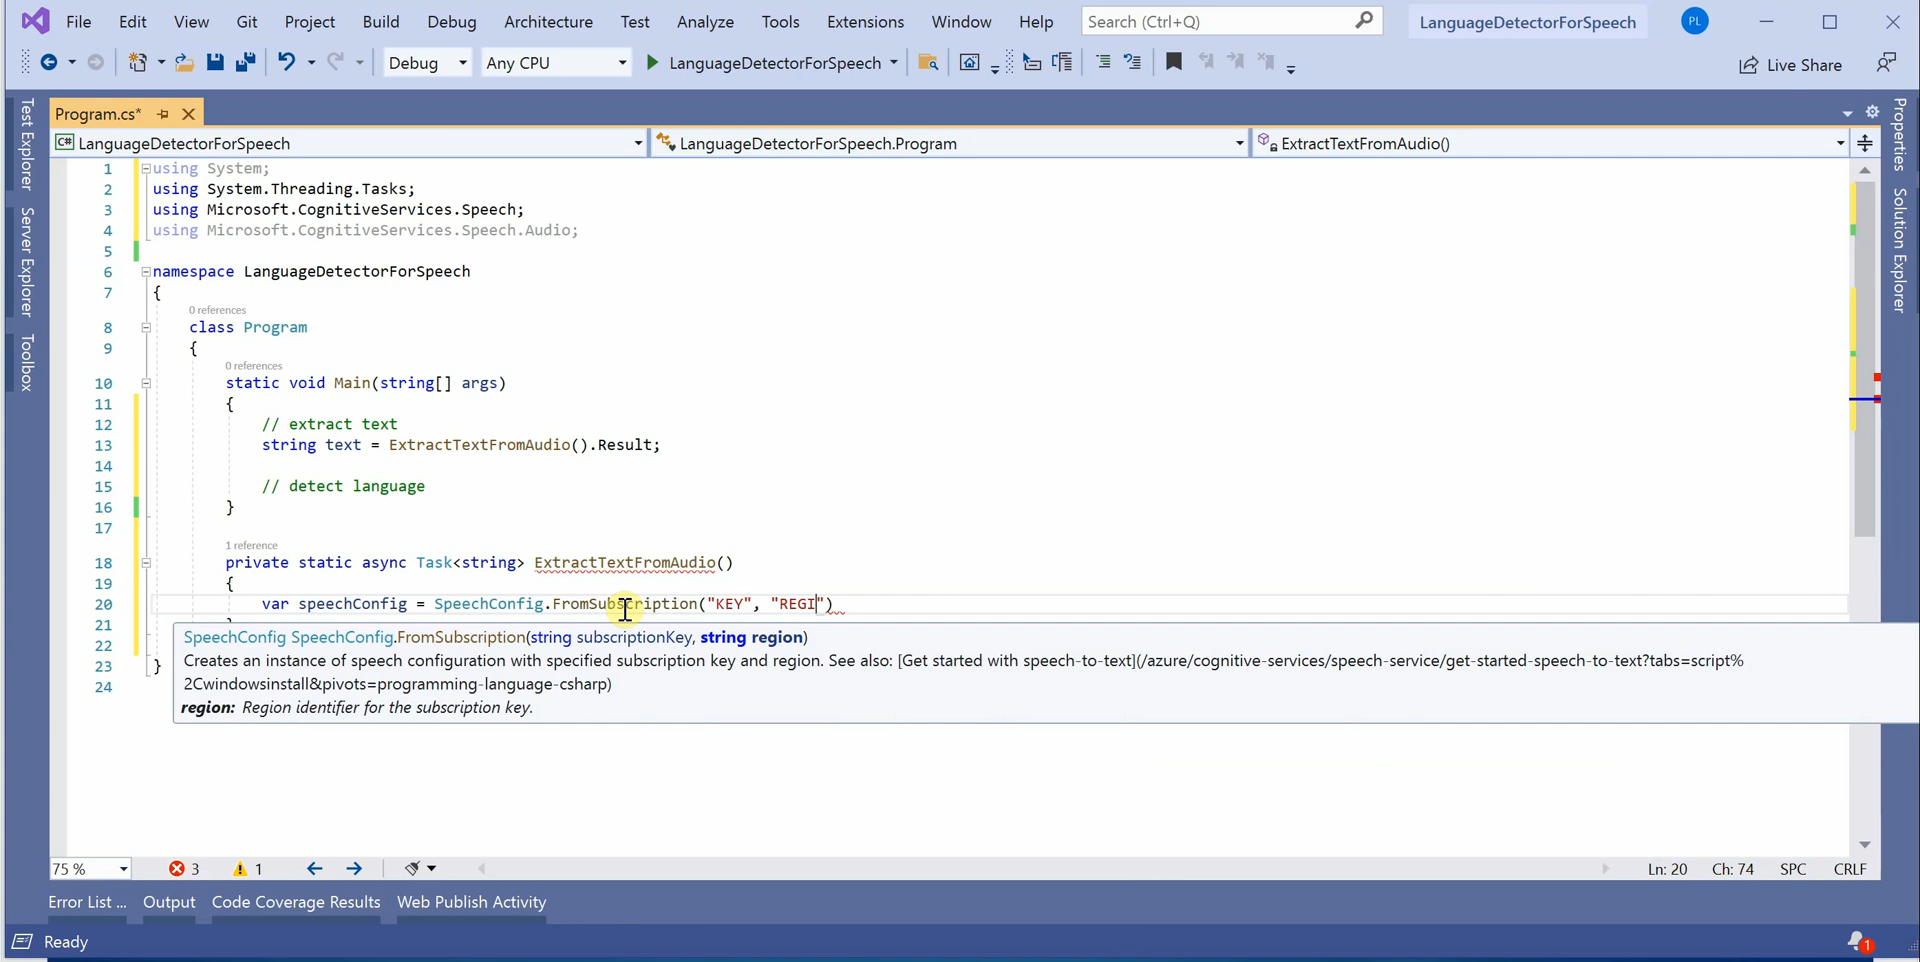 File Edit View Git Project Build Debug Architecture Test Analyze Tools Extensions Window Help Search (Ctrl+Q) LanguageDetectorForSpeech PL
Debug Any CPU LanguageDetectorForSpeech Live Share
Program.cs*
C# LanguageDetectorForSpeech LanguageDetectorForSpeech.Program ExtractTextFromAudio()
Test Explorer
Server Explorer
Toolbox
Properties
Solution Explorer
1 using System;
2 using System.Threading.Tasks;
3 using Microsoft.CognitiveServices.Speech;
4 using Microsoft.CognitiveServices.Speech.Audio;
5
6 namespace LanguageDetectorForSpeech
7 {
0 references
8 class Program
9 {
0 references
10 static void Main(string[] args)
11 {
12 // extract text
13 string text = ExtractTextFromAudio().Result;
14
15 // detect language
16 }
17
1 reference
18 private static async Task<string> ExtractTextFromAudio()
19 {
20 var speechConfig = SpeechConfig.FromSubscription("KEY", "REGI")
21
22
23 }
24
SpeechConfig SpeechConfig.FromSubscription(string subscriptionKey, string region)
Creates an instance of speech configuration with specified subscription key and region. See also: [Get started with speech-to-text](/azure/cognitive-services/speech-service/get-started-speech-to-text?tabs=script%
2Cwindowsinstall&pivots=programming-language-csharp)
region: Region identifier for the subscription key.
75 % 3 1 Ln: 20 Ch: 74 SPC CRLF
Error List ... Output Code Coverage Results Web Publish Activity
Ready 1